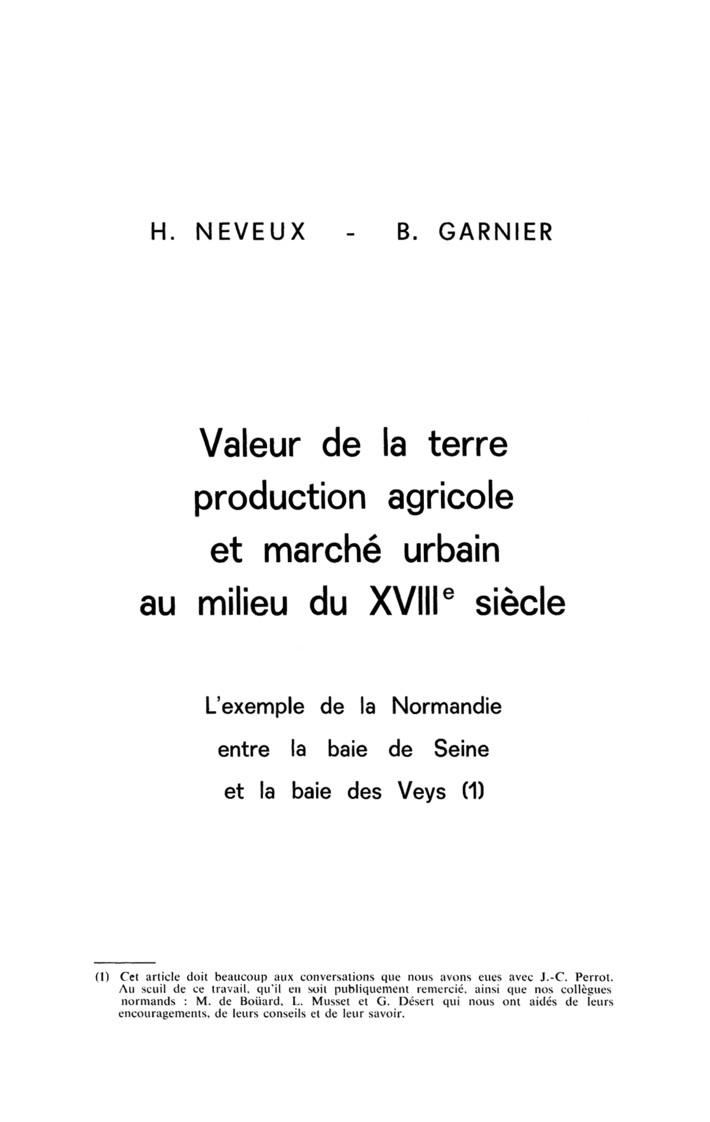 H. NEVEUX - B. GARNIER
Valeur de la terre
production agricole
et marché urbain
au milieu du XVIIIe siècle
L'exemple de la Normandie
entre la baie de Seine
et la baie des Veys (1)
(1) Cet article doit beaucoup aux conversations que nous avons eues avec J.-C. Perrot.
Au seuil de ce travail, qu'il en soit publiquement remercié, ainsi que nos collègues
normands : M. de Boüard, L. Musset et G. Désert qui nous ont aidés de leurs
encouragements, de leurs conseils et de leur savoir.